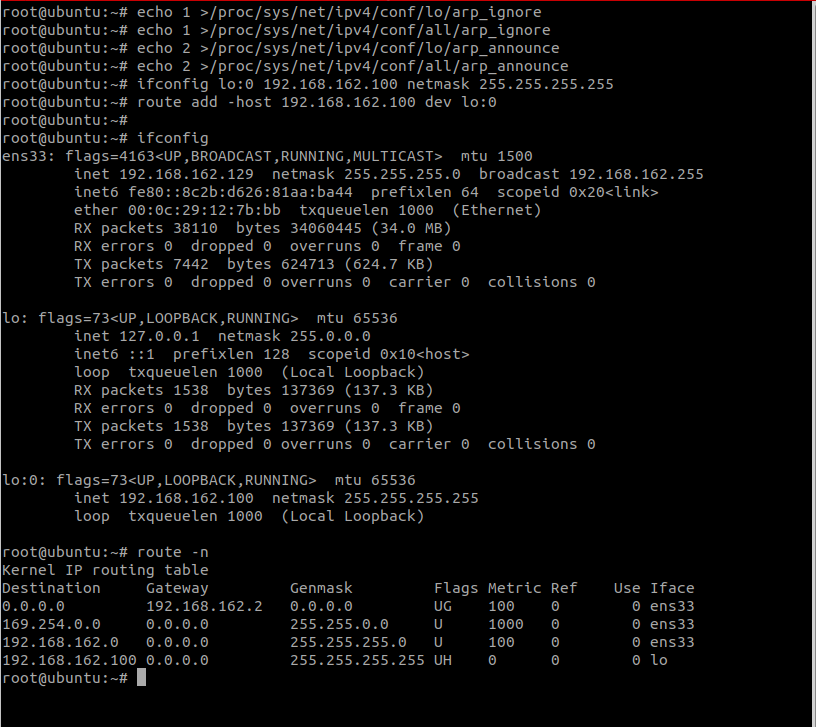 root@ubuntu:~# echo 1 >/proc/sys/net/ipv4/conf/lo/arp_ignore
root@ubuntu:~# echo 1 >/proc/sys/net/ipv4/conf/all/arp_ignore
root@ubuntu:~# echo 2 >/proc/sys/net/ipv4/conf/lo/arp_announce
root@ubuntu:~# echo 2 >/proc/sys/net/ipv4/conf/all/arp_announce
root@ubuntu:~# ifconfig lo:0 192.168.162.100 netmask 255.255.255.255
root@ubuntu:~# route add -host 192.168.162.100 dev lo:0
root@ubuntu:~#
root@ubuntu:~# ifconfig
ens33: flags=4163<UP,BROADCAST,RUNNING,MULTICAST>  mtu 1500
        inet 192.168.162.129  netmask 255.255.255.0  broadcast 192.168.162.255
        inet6 fe80::8c2b:d626:81aa:ba44  prefixlen 64  scopeid 0x20<link>
        ether 00:0c:29:12:7b:bb  txqueuelen 1000  (Ethernet)
        RX packets 38110  bytes 34060445 (34.0 MB)
        RX errors 0  dropped 0  overruns 0  frame 0
        TX packets 7442  bytes 624713 (624.7 KB)
        TX errors 0  dropped 0 overruns 0  carrier 0  collisions 0

lo: flags=73<UP,LOOPBACK,RUNNING>  mtu 65536
        inet 127.0.0.1  netmask 255.0.0.0
        inet6 ::1  prefixlen 128  scopeid 0x10<host>
        loop  txqueuelen 1000  (Local Loopback)
        RX packets 1538  bytes 137369 (137.3 KB)
        RX errors 0  dropped 0  overruns 0  frame 0
        TX packets 1538  bytes 137369 (137.3 KB)
        TX errors 0  dropped 0 overruns 0  carrier 0  collisions 0

lo:0: flags=73<UP,LOOPBACK,RUNNING>  mtu 65536
        inet 192.168.162.100  netmask 255.255.255.255
        loop  txqueuelen 1000  (Local Loopback)

root@ubuntu:~# route -n
Kernel IP routing table
Destination     Gateway         Genmask         Flags Metric Ref    Use Iface
0.0.0.0         192.168.162.2   0.0.0.0         UG    100    0        0 ens33
169.254.0.0     0.0.0.0         255.255.0.0     U     1000   0        0 ens33
192.168.162.0   0.0.0.0         255.255.255.0   U     100    0        0 ens33
192.168.162.100 0.0.0.0         255.255.255.255 UH    0      0        0 lo
root@ubuntu:~#